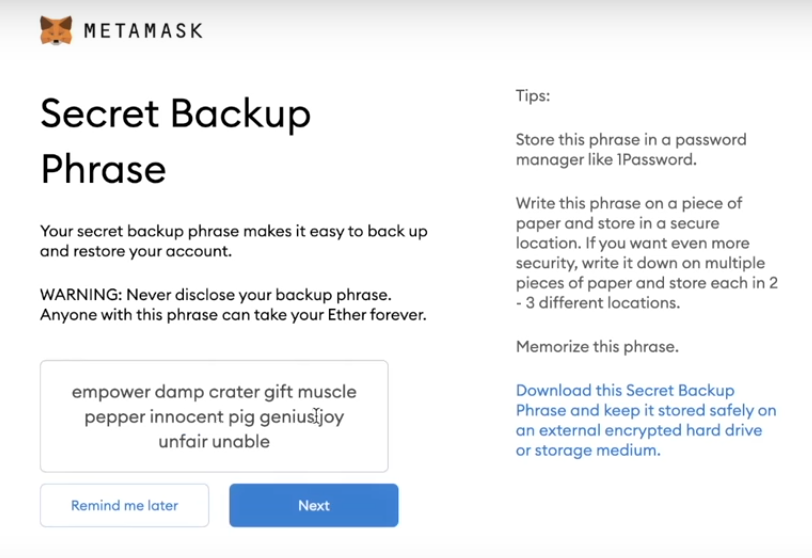 METAMASK
Secret Backup
Phrase
Your secret backup phrase makes it easy to back up
and restore your account.
WARNING: Never disclose your backup phrase.
Anyone with this phrase can take your Ether forever.
empower damp crater gift muscle
pepper innocent pig genius joy
unfair unable
Remind me later
Next
Tips:
Store this phrase in a password
manager like 1Password.
Write this phrase on a piece of
paper and store in a secure
location. If you want even more
security, write it down on multiple
pieces of paper and store each in 2
- 3 different locations.
Memorize this phrase.
Download this Secret Backup
Phrase and keep it stored safely on
an external encrypted hard drive
or storage medium.